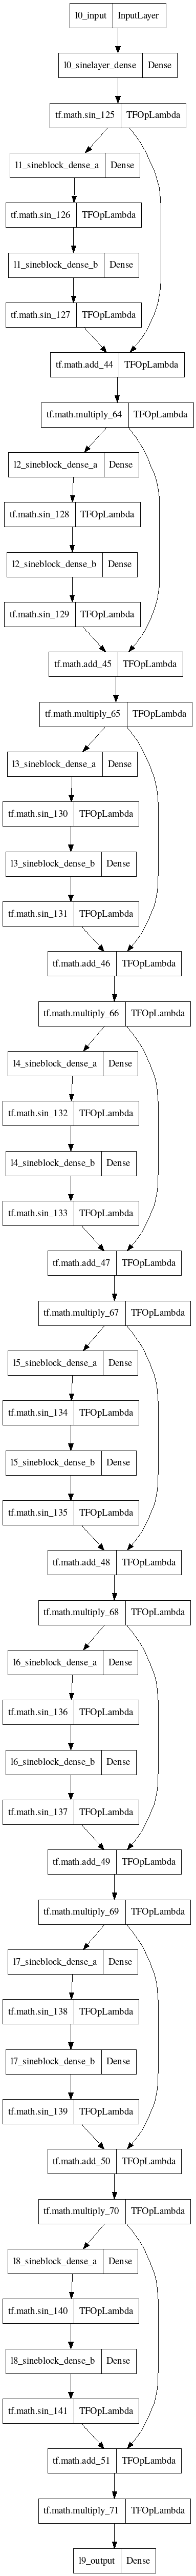 l0_input InputLayer
l0_sinelayer_dense Dense
tf.math.sin_125 TFOpLambda
l1_sineblock_dense_a Dense
tf.math.sin_126 TFOpLambda
l1_sineblock_dense_b Dense
tf.math.sin_127 TFOpLambda
tf.math.add_44 TFOpLambda
tf.math.multiply_64 TFOpLambda
l2_sineblock_dense_a Dense
tf.math.sin_128 TFOpLambda
l2_sineblock_dense_b Dense
tf.math.sin_129 TFOpLambda
tf.math.add_45 TFOpLambda
tf.math.multiply_65 TFOpLambda
l3_sineblock_dense_a Dense
tf.math.sin_130 TFOpLambda
l3_sineblock_dense_b Dense
tf.math.sin_131 TFOpLambda
tf.math.add_46 TFOpLambda
tf.math.multiply_66 TFOpLambda
l4_sineblock_dense_a Dense
tf.math.sin_132 TFOpLambda
l4_sineblock_dense_b Dense
tf.math.sin_133 TFOpLambda
tf.math.add_47 TFOpLambda
tf.math.multiply_67 TFOpLambda
l5_sineblock_dense_a Dense
tf.math.sin_134 TFOpLambda
l5_sineblock_dense_b Dense
tf.math.sin_135 TFOpLambda
tf.math.add_48 TFOpLambda
tf.math.multiply_68 TFOpLambda
l6_sineblock_dense_a Dense
tf.math.sin_136 TFOpLambda
l6_sineblock_dense_b Dense
tf.math.sin_137 TFOpLambda
tf.math.add_49 TFOpLambda
tf.math.multiply_69 TFOpLambda
l7_sineblock_dense_a Dense
tf.math.sin_138 TFOpLambda
l7_sineblock_dense_b Dense
tf.math.sin_139 TFOpLambda
tf.math.add_50 TFOpLambda
tf.math.multiply_70 TFOpLambda
l8_sineblock_dense_a Dense
tf.math.sin_140 TFOpLambda
l8_sineblock_dense_b Dense
tf.math.sin_141 TFOpLambda
tf.math.add_51 TFOpLambda
tf.math.multiply_71 TFOpLambda
l9_output Dense